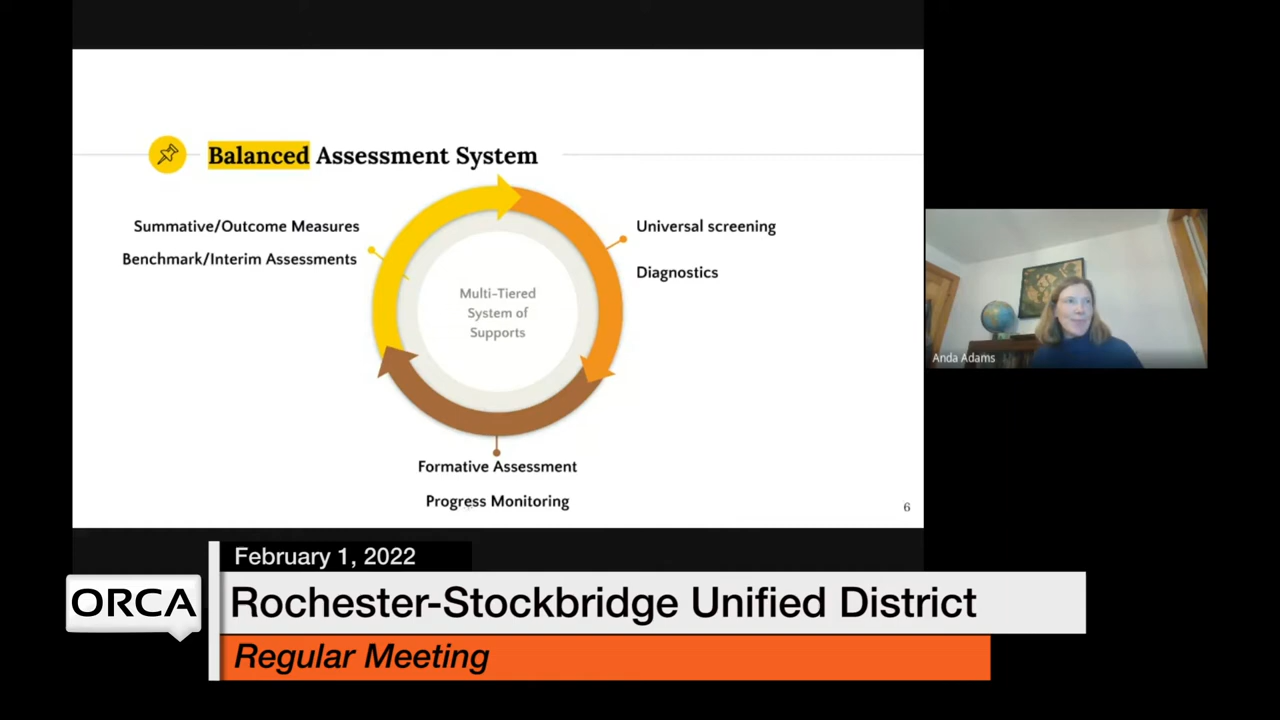 Balanced Assessment System
Summative/Outcome Measures
Benchmark/Interim Assessments
Universal screening
Diagnostics
Multi-Tiered
System of
Supports
Formative Assessment
Progress Monitoring
6
Anda Adams
February 1, 2022
ORCA
Rochester-Stockbridge Unified District
Regular Meeting